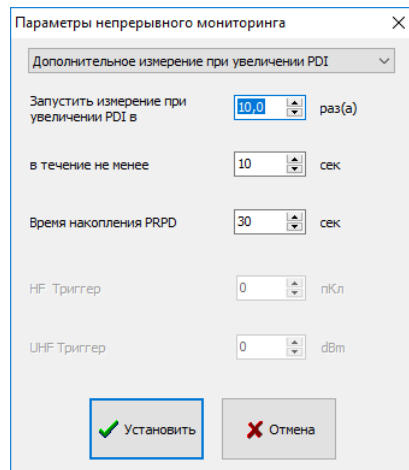 Параметры непрерывного мониторинга
Дополнительное измерение при увеличении PDI
Запустить измерение при
увеличении PDI в
10,0
раз(а)
в течение не менее
10
сек
Время накопления PRPD
30
сек
HF Триггер
0
пКл
UHF Триггер
0
dBm
Установить
Отмена